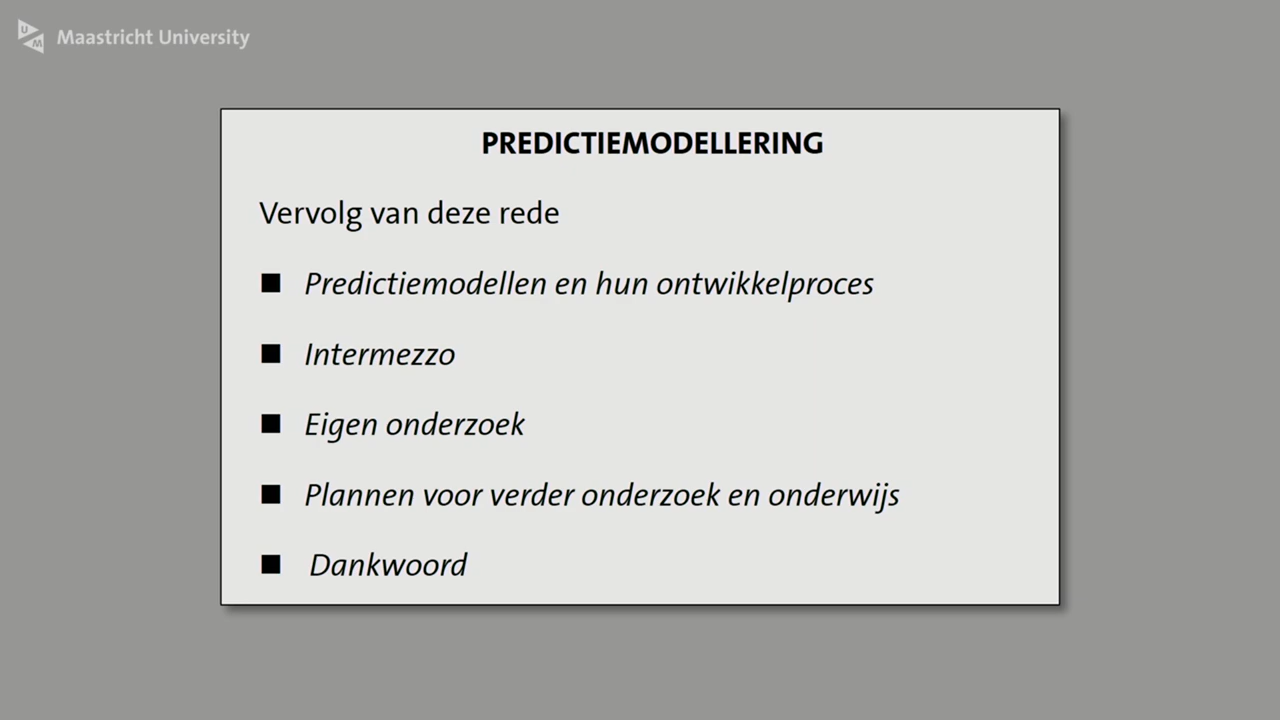 UM Maastricht University
PREDICTIEMODELLERING
Vervolg van deze rede
■ Predictiemodellen en hun ontwikkelproces
■ Intermezzo
■ Eigen onderzoek
■ Plannen voor verder onderzoek en onderwijs
■ Dankwoord